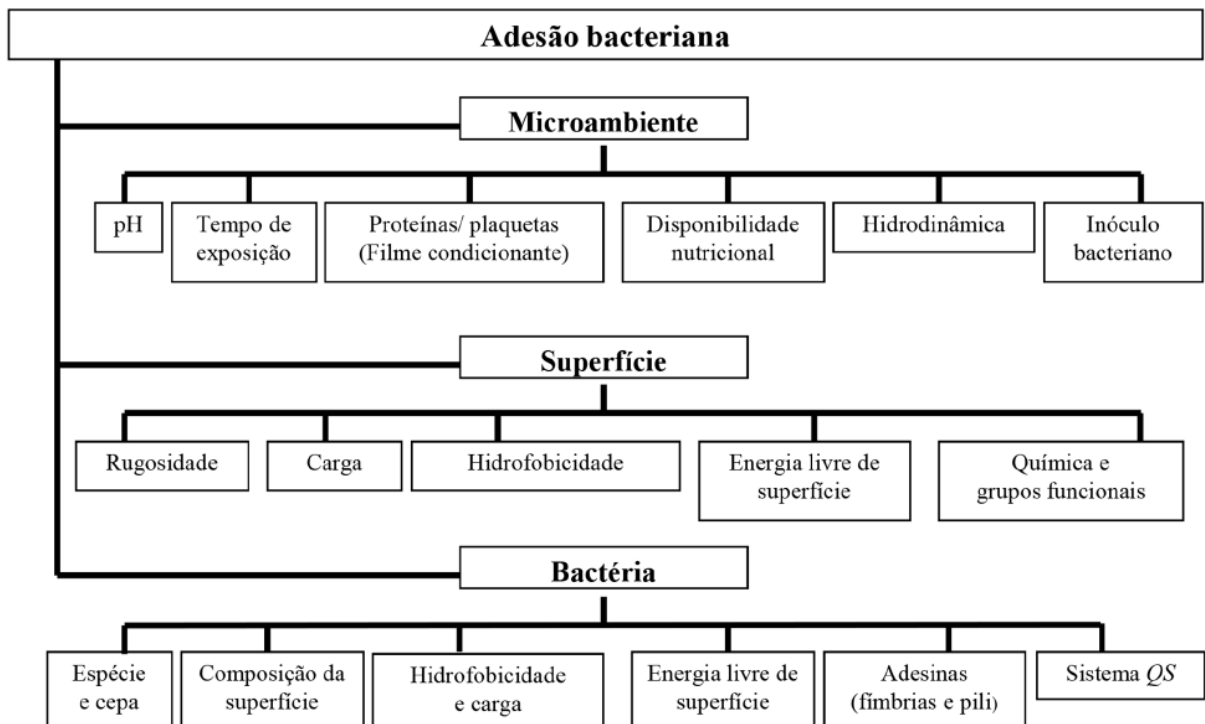 Adesão bacteriana
Microambiente
pH
Tempo de
exposição
Proteínas/ plaquetas
(Filme condicionante)
Disponibilidade
nutricional
Hidrodinâmica
Inóculo
bacteriano
Superfície
Rugosidade
Carga
Hidrofobicidade
Energia livre de
superfície
Química e
grupos funcionais
Bactéria
Espécie
e cepa
Composição da
superfície
Hidrofobicidade
e carga
Energia livre de
superfície
Adesinas
(fímbrias e pili)
Sistema QS